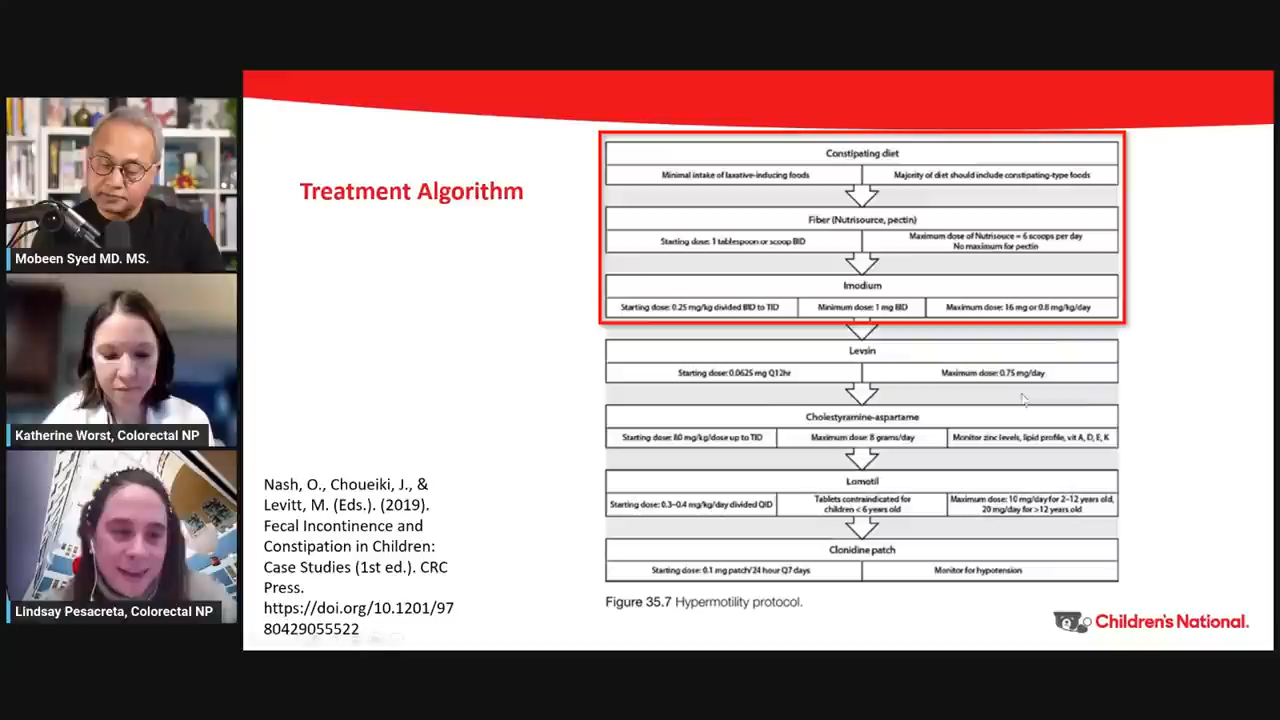 Treatment Algorithm
Constipating diet
Minimal intake of laxative-inducing foods
Majority of diet should include constipating-type foods
Fiber (Nutrisource, pectin)
Starting dose: 1 tablespoon or scoop BID
Maximum dose of Nutrisouce = 6 scoops per day
No maximum for pectin
Imodium
Starting dose: 0.25 mg/kg divided BID to TID
Minimum dose: 1 mg BID
Maximum dose: 16 mg or 0.8 mg/kg/day
Levsin
Starting dose: 0.0625 mg Q12hr
Maximum dose: 0.75 mg/day
Cholestyramine-aspartame
Starting dose: 80 mg/kg/dose up to TID
Maximum dose: 8 grams/day
Monitor zinc levels, lipid profile, vit A, D, E, K
Lomotil
Starting dose: 0.3–0.4 mg/kg/day divided QID
Tablets contraindicated for
children < 6 years old
Maximum dose: 10 mg/day for 2–12 years old,
20 mg/day for >12 years old
Clonidine patch
Starting dose: 0.1 mg patch/24 hour Q7 days
Monitor for hypotension
Figure 35.7 Hypermotility protocol.
Nash, O., Choueiki, J., &
Levitt, M. (Eds.). (2019).
Fecal Incontinence and
Constipation in Children:
Case Studies (1st ed.). CRC
Press.
https://doi.org/10.1201/97
80429055522
Children's National.
Mobeen Syed MD. MS.
Katherine Worst, Colorectal NP
Lindsay Pesacreta, Colorectal NP